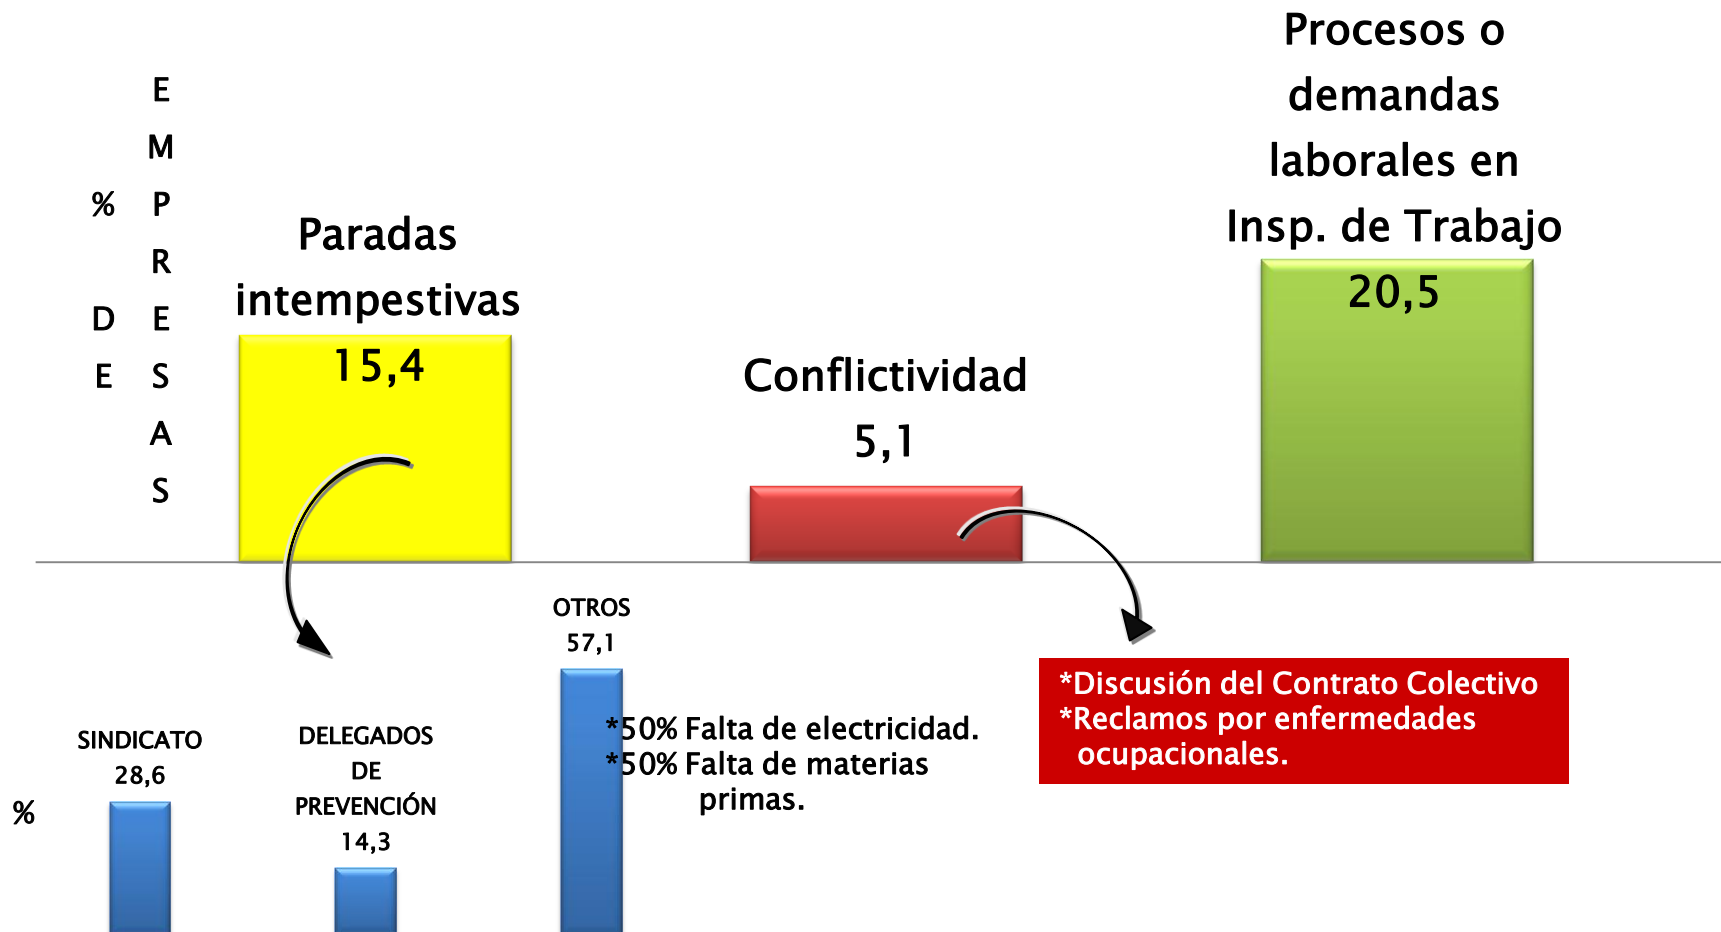 % DE
EMPRESAS
Paradas
intempestivas
15,4
Conflictividad
5,1
Procesos o
demandas
laborales en
Insp. de Trabajo
20,5
%
SINDICATO
28,6
DELEGADOS
DE
PREVENCIÓN
14,3
OTROS
57,1
*50% Falta de electricidad.
*50% Falta de materias
primas.
*Discusión del Contrato Colectivo
*Reclamos por enfermedades
ocupacionales.